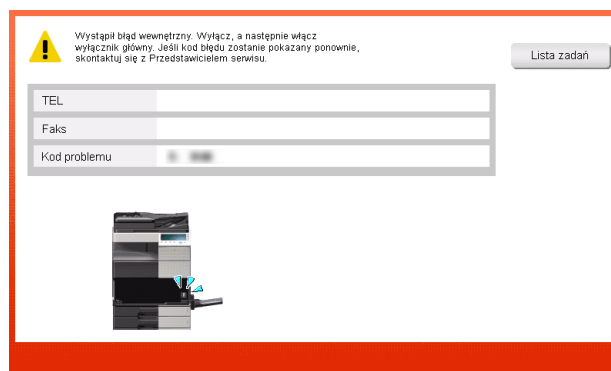 Wystąpił błąd wewnętrzny. Wyłącz, a następnie włącz
wyłącznik główny. Jeśli kod błędu zostanie pokazany ponownie,
skontaktuj się z Przedstawicielem serwisu.
Lista zadań
TEL
Faks
Kod problemu